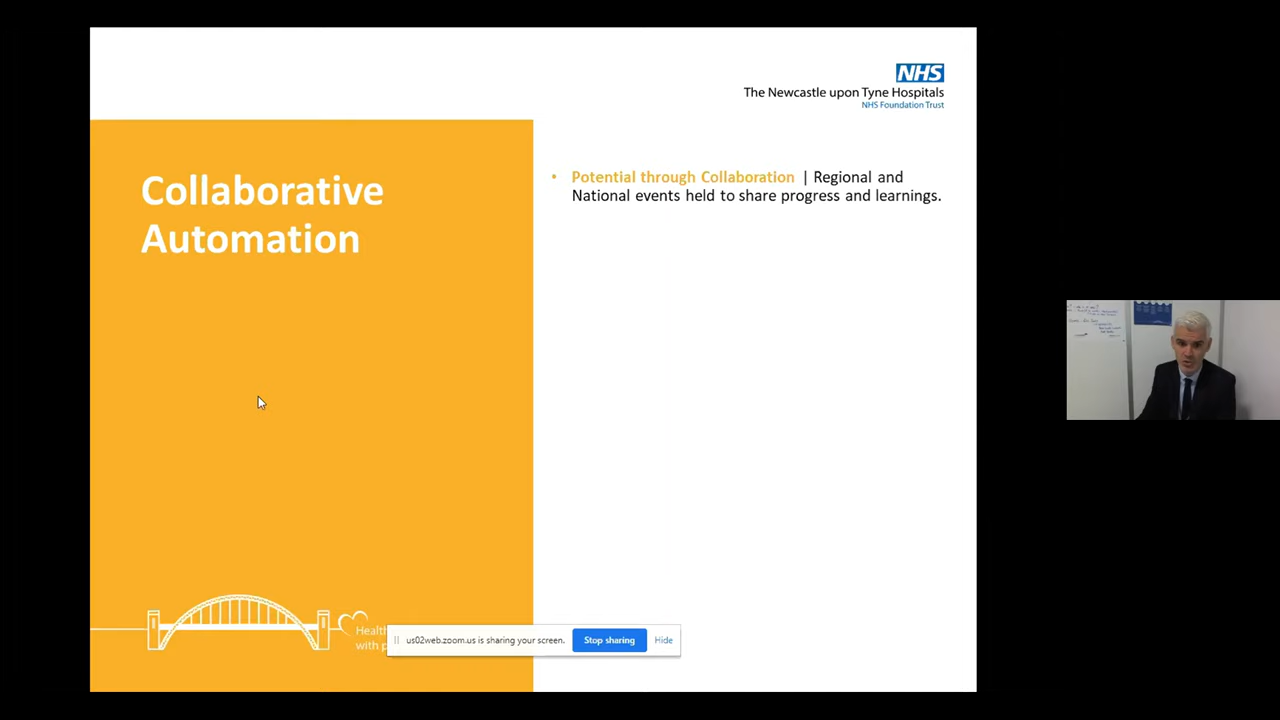 NHS
The Newcastle upon Tyne Hospitals
NHS Foundation Trust
Collaborative
Automation
• Potential through Collaboration | Regional and
National events held to share progress and learnings.
with
us02web.zoom.us is sharing your screen. Stop sharing Hide